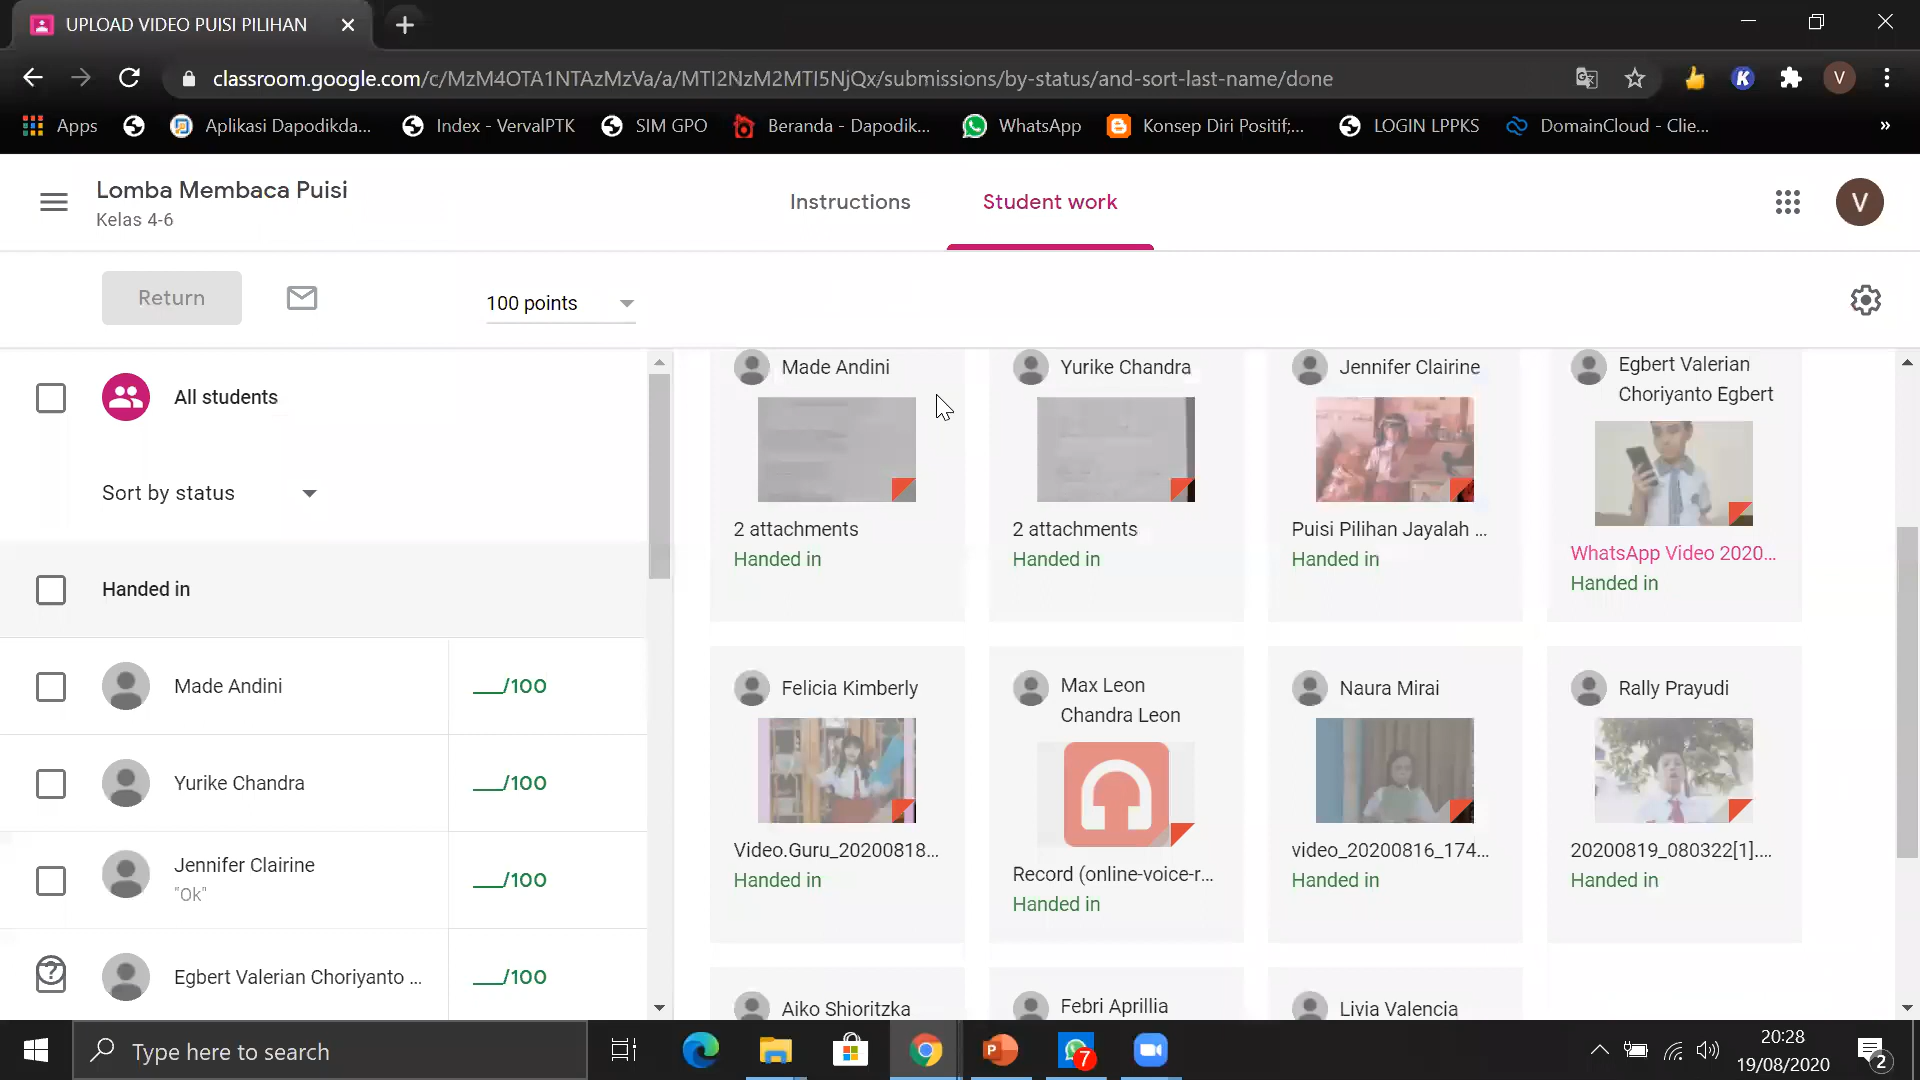 UPLOAD VIDEO PUISI PILIHAN
classroom.google.com/c/MzM4OTA1NTAzMzVa/a/MTI2NzM2MTI5NjQx/submissions/by-status/and-sort-last-name/done
V
Apps
Aplikasi Dapodikda...
Index - VervalPTK
SIM GPO
Beranda - Dapodik...
WhatsApp
Konsep Diri Positif;...
LOGIN LPPKS
DomainCloud - Clie...
»
Lomba Membaca Puisi
Kelas 4-6
Instructions
Student work
V
Return
100 points
All students
Sort by status
Handed in
Made Andini
___/100
Yurike Chandra
___/100
Jennifer Clairine
"Ok"
___/100
Egbert Valerian Choriyanto ...
___/100
Made Andini
2 attachments
Handed in
Yurike Chandra
2 attachments
Handed in
Jennifer Clairine
Puisi Pilihan Jayalah ...
Handed in
Egbert Valerian
Choriyanto Egbert
WhatsApp Video 2020...
Handed in
Felicia Kimberly
Video.Guru_20200818...
Handed in
Max Leon
Chandra Leon
Record (online-voice-r...
Handed in
Naura Mirai
video_20200816_174...
Handed in
Rally Prayudi
20200819_080322[1]....
Handed in
Aiko Shioritzka
Febri Aprillia
Livia Valencia
Type here to search
7
20:28
19/08/2020
2